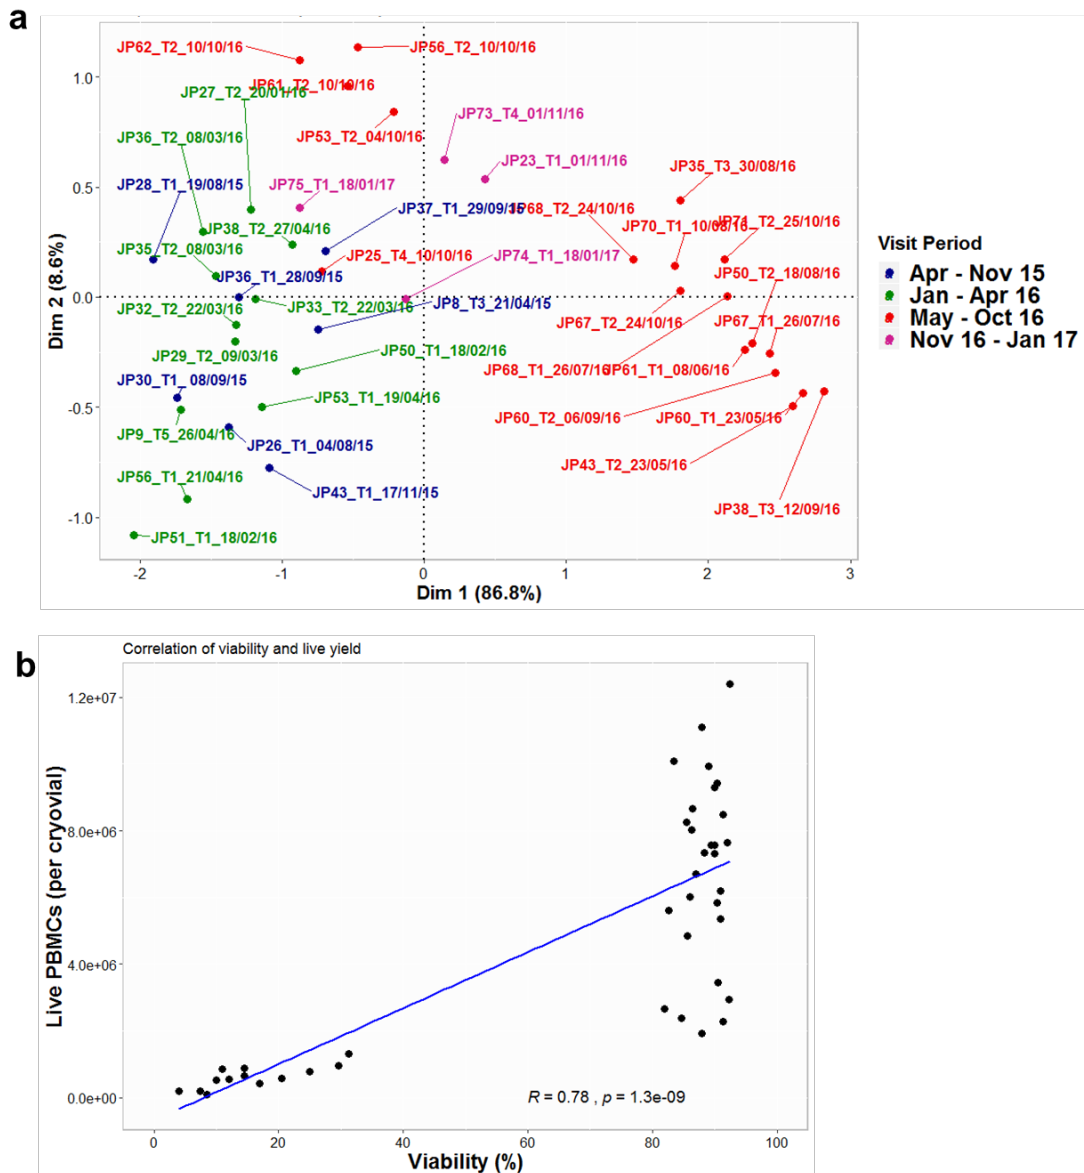 a
JP62_T2_10/10/16
JP56_T2_10/10/16
JP61_T2_10/10/16
JP27_T2_20/01/16
JP73_T4_01/11/16
JP53_T2_04/10/16
JP36_T2_08/03/16
JP23_T1_01/11/16
JP35_T3_30/08/16
JP28_T1_19/08/15
JP75_T1_18/01/17
JP37_T1_29/09/15
JP68_T2_24/10/16
JP38_T2_27/04/16
JP70_T1_10/08/16
JP71_T2_25/10/16
JP35_T2_08/03/16
JP25_T4_10/10/16
JP74_T1_18/01/17
JP36_T1_28/09/15
JP50_T2_18/08/16
JP32_T2_22/03/16
JP33_T2_22/03/16
JP8_T3_21/04/15
JP67_T2_24/10/16
JP67_T1_26/07/16
JP29_T2_09/03/16
JP50_T1_18/02/16
JP68_T1_26/07/16
JP61_T1_08/06/16
JP30_T1_08/09/15
JP53_T1_19/04/16
JP60_T2_06/09/16
JP60_T1_23/05/16
JP9_T5_26/04/16
JP26_T1_04/08/15
JP43_T2_23/05/16
JP56_T1_21/04/16
JP43_T1_17/11/15
JP38_T3_12/09/16
JP51_T1_18/02/16
1.0
0.5
0.0
-0.5
-1.0
Dim 2 (8.6%)
-2 -1 0 1 2 3
Dim 1 (86.8%)
Visit Period
Apr - Nov 15
Jan - Apr 16
May - Oct 16
Nov 16 - Jan 17
b
Correlation of viability and live yield
1.2e+07
8.0e+06
4.0e+06
0.0e+00
Live PBMCs (per cryovial)
R = 0.78 , p = 1.3e-09
0 20 40 60 80 100
Viability (%)